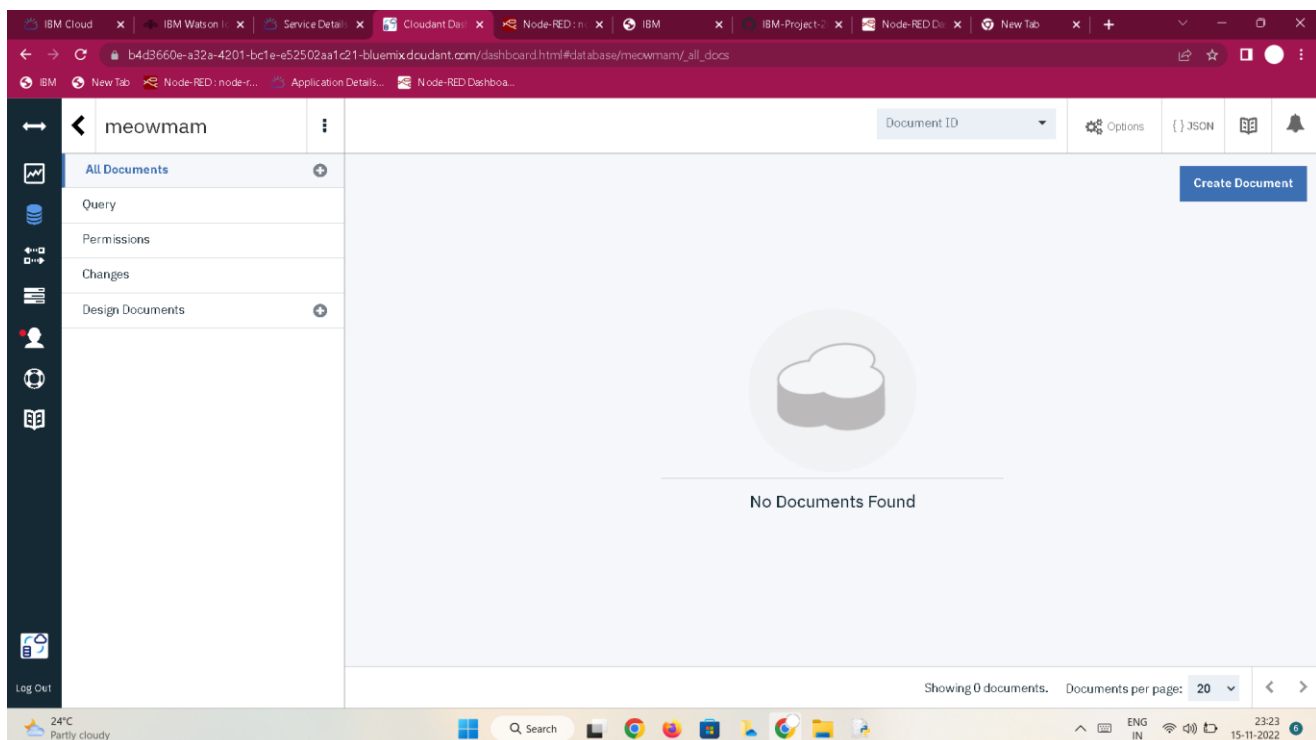 IBM Cloud
IBM Watson Io
Service Details
Cloudant Das
Node-RED : n
IBM
IBM-Project-2
Node-RED Da
New Tab
b4d3660e-a32a-4201-bc1e-e52502aa1c21-bluemix.cloudant.com/dashboard.html#database/meowmam/_all_docs
IBM
New Tab
Node-RED : node-r...
Application Details...
Node-RED Dashboa...
meowmam
Document ID
Options
{ } JSON
All Documents
Create Document
Query
Permissions
Changes
Design Documents
No Documents Found
Log Out
Showing 0 documents.
Documents per page: 20
24°C
Partly cloudy
Search
ENG
IN
23:23
15-11-2022
6